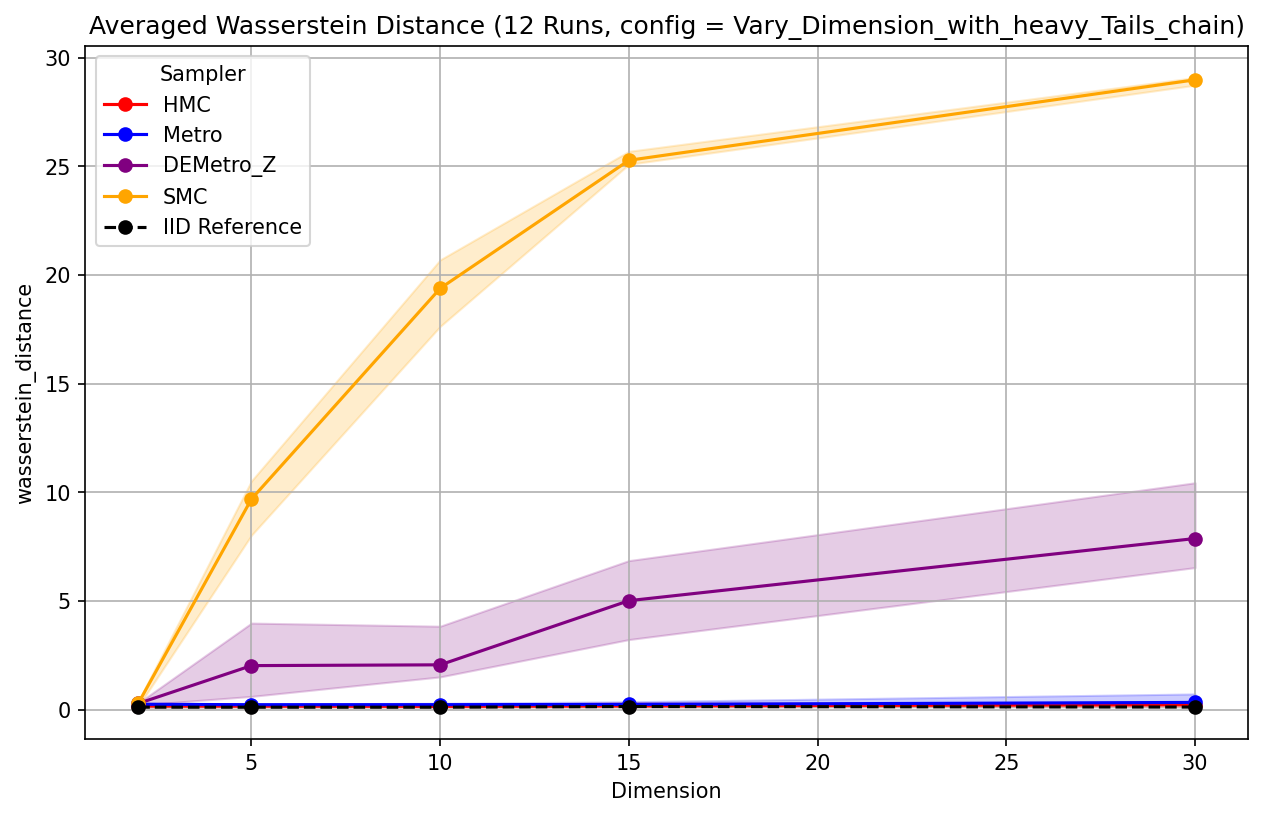 Averaged Wasserstein Distance (12 Runs, config = Vary_Dimension_with_heavy_Tails_chain)
Sampler
HMC
Metro
DEMetro_Z
SMC
IID Reference
wasserstein_distance
30
25
20
15
10
5
0
5
10
15
20
25
30
Dimension